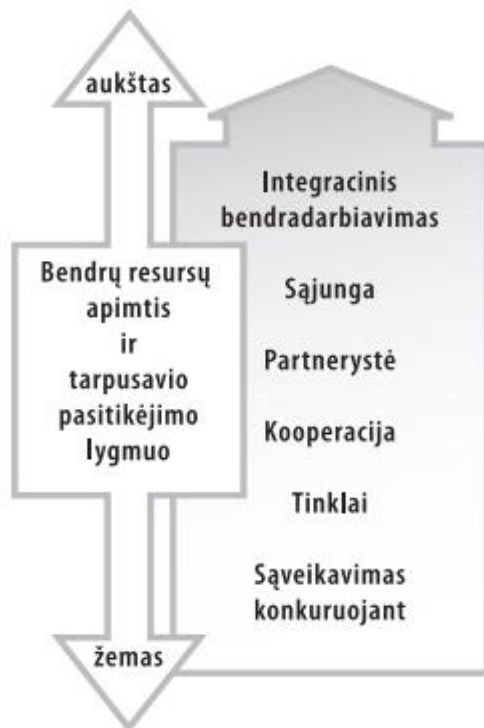 aukštas
Bendrų resursų
apimtis
ir
tarpusavio
pasitikėjimo
lygmuo
žemas
Integracinis
bendradarbiavimas
Sąjunga
Partnerystė
Kooperacija
Tinklai
Sąveikavimas
konkuruojant